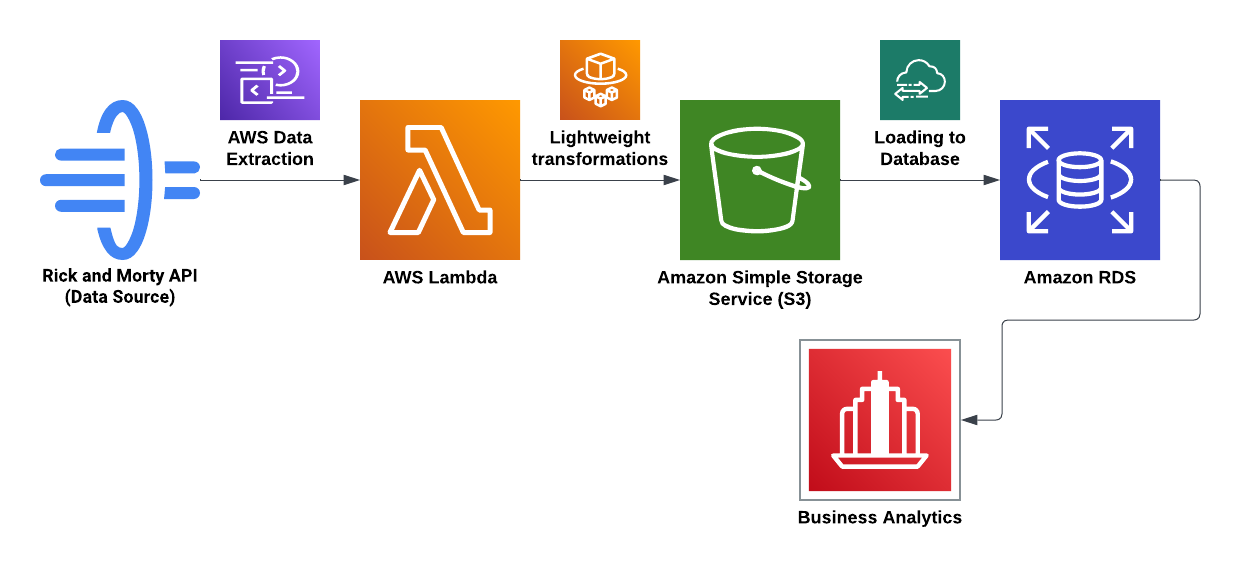 AWS Data
Extraction
Lightweight
transformations
Loading to
Database
Rick and Morty API
(Data Source)
AWS Lambda
Amazon Simple Storage
Service (S3)
Amazon RDS
Business Analytics